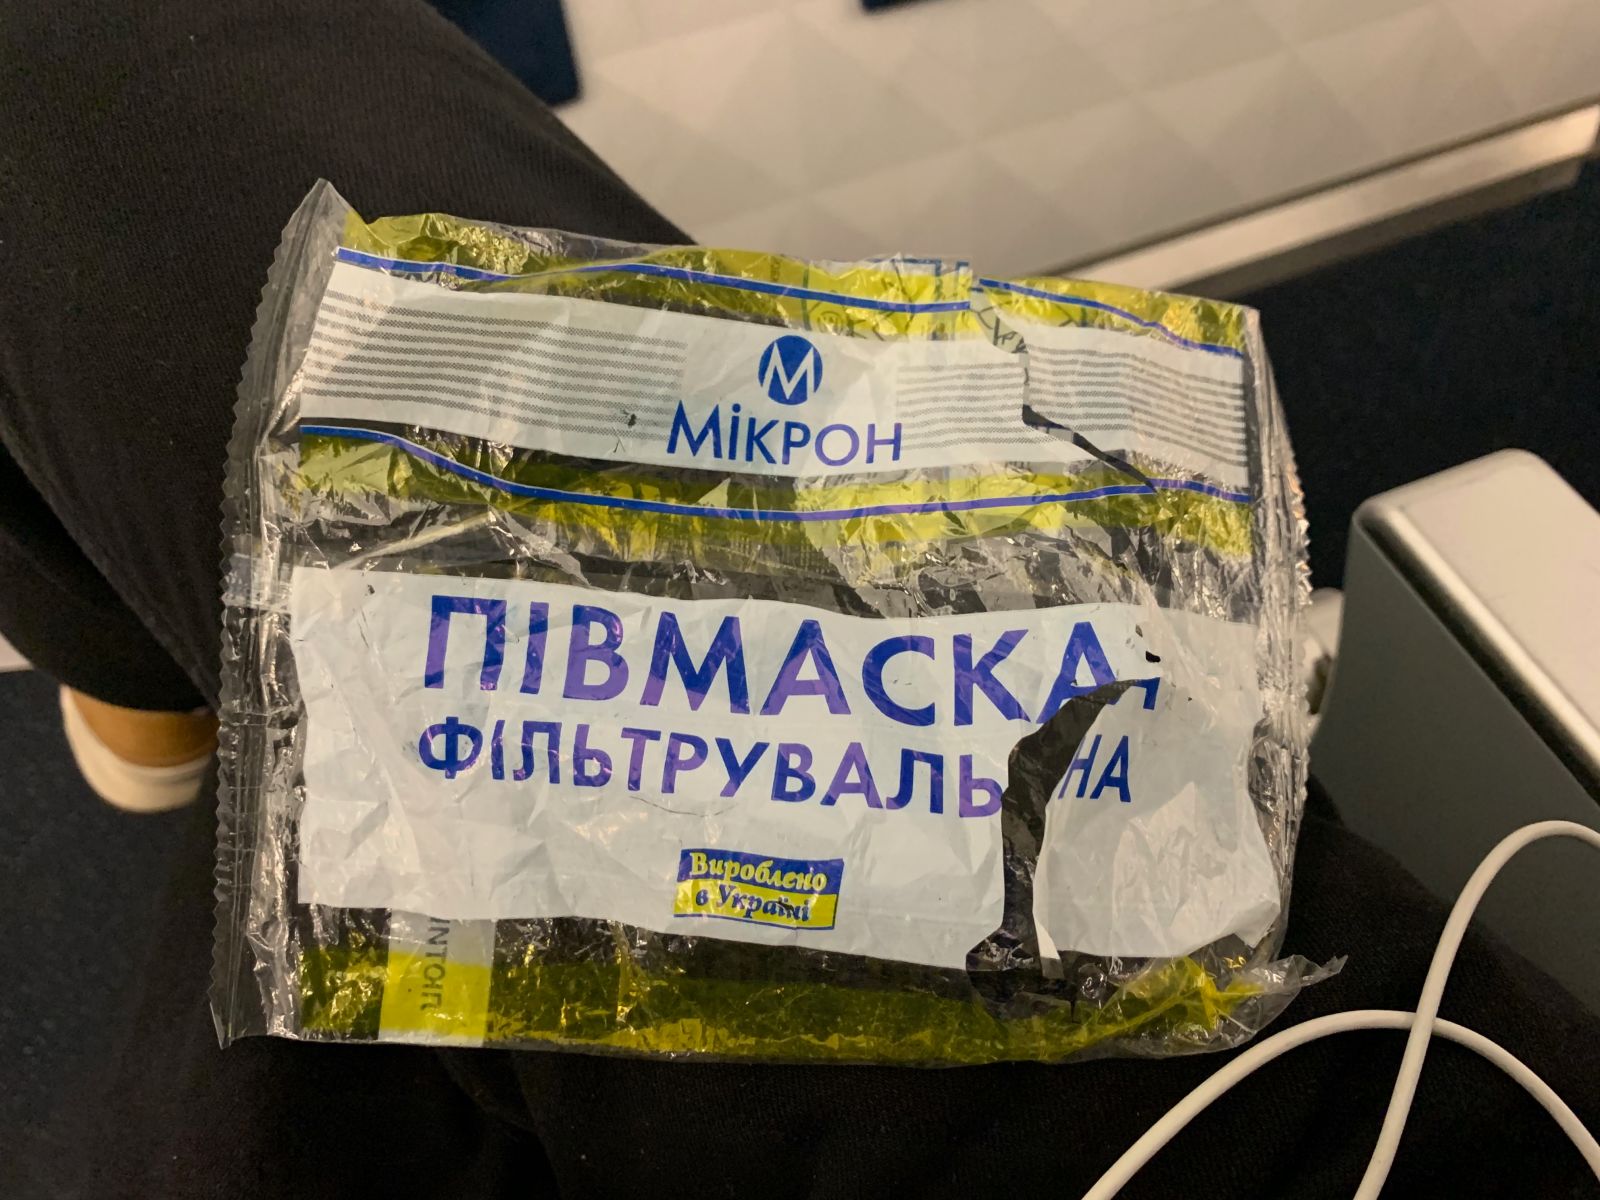 МІКРОН
ПІВМАСКА
ФІЛЬТРУВАЛЬНА
Вироблено
в Україні